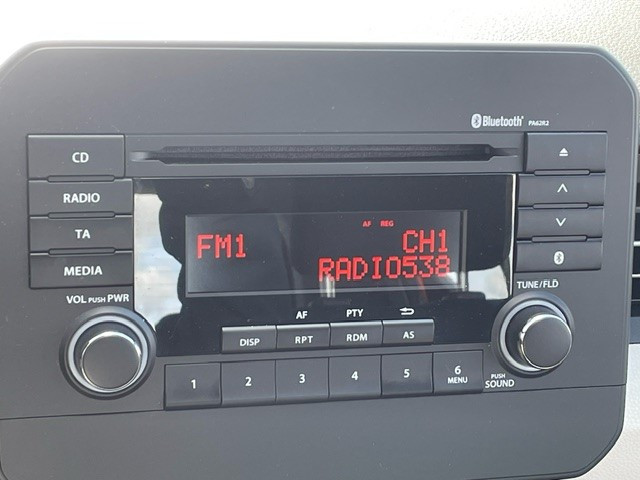 Bluetooth PA62R2
CD
RADIO
TA
MEDIA
VOL PUSH PWR
AF REG
FM1 CH1
RADIO538
TUNE/FLD
AF PTY
DISP RPT RDM AS
1 2 3 4 5 6
MENU
PUSH
SOUND